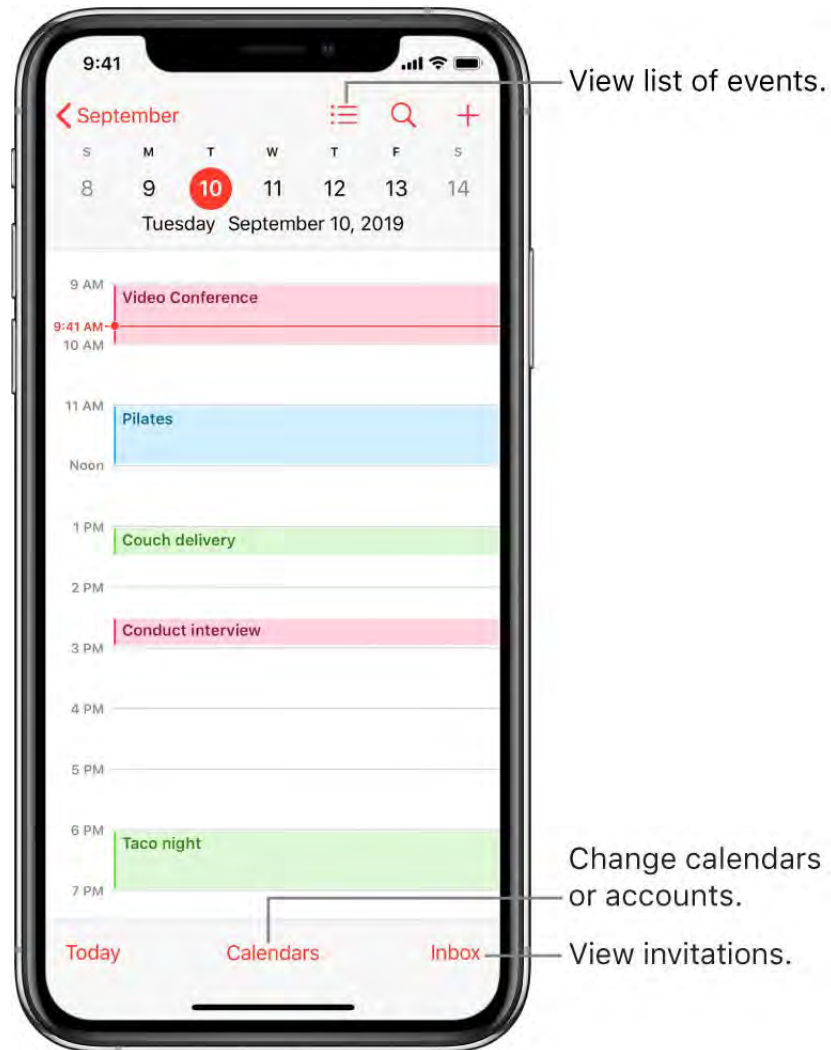 9:41
View list of events.
September
S M T W T F S
8 9 10 11 12 13 14
Tuesday September 10, 2019
9 AM
Video Conference
9:41 AM
10 AM
11 AM
Pilates
Noon
1 PM
Couch delivery
2 PM
Conduct interview
3 PM
4 PM
5 PM
6 PM
Taco night
7 PM
Change calendars
or accounts.
Today Calendars Inbox
View invitations.